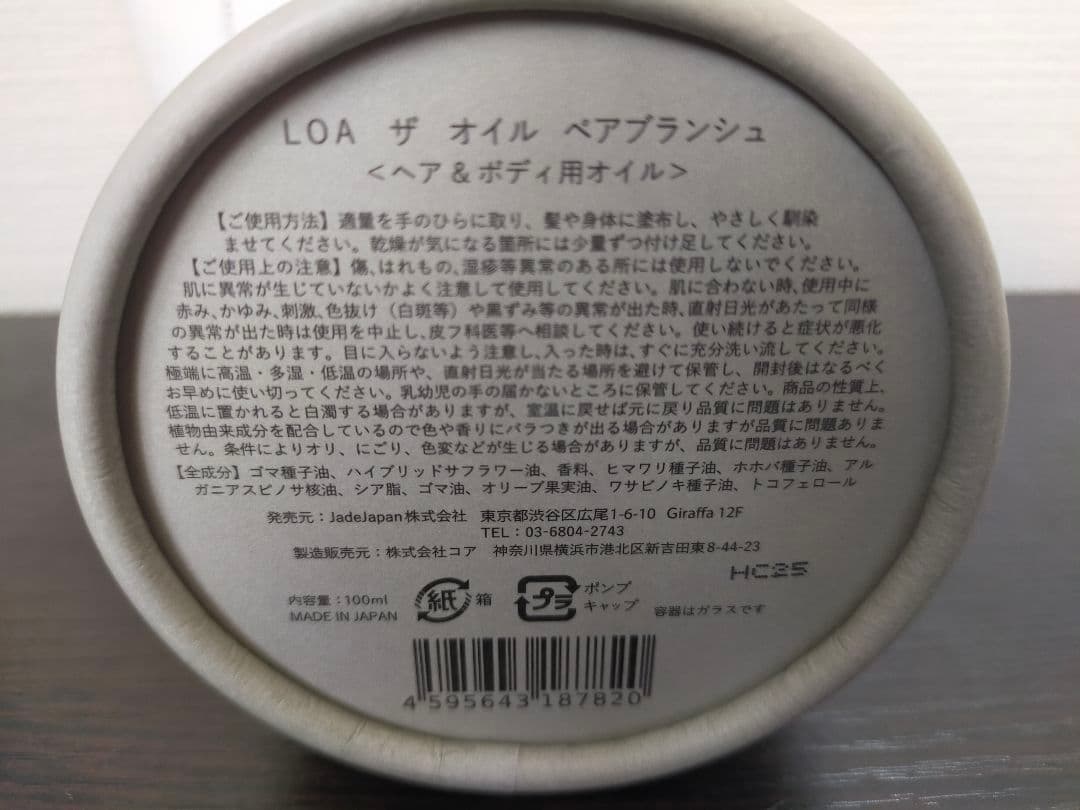 LOA ザ オイル ペアブランシュ
<ヘア&ボディ用オイル>
【ご使用方法】適量を手のひらに取り、髪や身体に塗布し、やさしく馴染
ませてください。乾燥が気になる箇所には少量ずつ付け足してください。
【ご使用上の注意】傷、はれもの、湿疹等異常のある所には使用しないでください。
肌に異常が生じていないかよく注意して使用してください。肌に合わない時、使用中に
赤み、かゆみ、刺激、色抜け（白斑等）や黒ずみ等の異常が出た時、直射日光があたって同様
の異常が出た時は使用を中止し、皮フ科医等へ相談してください。使い続けると症状が悪化
することがあります。目に入らないよう注意し、入った時は、すぐに充分洗い流してください。
極端に高温・多湿・低温の場所や、直射日光が当たる場所を避けて保管し、開封後はなるべく
お早めに使い切ってください。乳幼児の手の届かないところに保管してください。商品の性質上、
低温に置かれると白濁する場合がありますが、室温に戻せば元に戻り品質に問題はありません。
植物由来成分を配合しているので色や香りにバラつきが出る場合がありますが品質に問題ありま
せん。条件によりオリ、にごり、色変などが生じる場合がありますが、品質に問題はありません。
【全成分】ゴマ種子油、ハイブリッドサフラワー油、香料、ヒマワリ種子油、ホホバ種子油、アル
ガニアスピノサ核油、シア脂、ゴマ油、オリーブ果実油、ワサビノキ種子油、トコフェロール
発売元：JadeJapan株式会社 東京都渋谷区広尾1-6-10 Giraffa 12F
TEL：03-6804-2743
製造販売元：株式会社コア 神奈川県横浜市港北区新吉田東8-44-23
HC25
内容量：100ml
MADE IN JAPAN
紙 箱
プラ ポンプ
キャップ
容器はガラスです
4 595643 187820